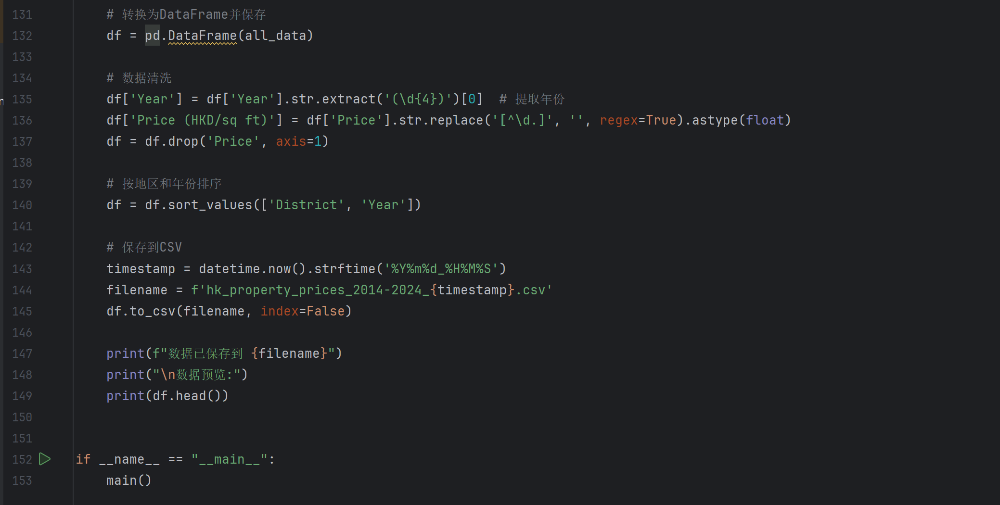 131 # 转换为DataFrame并保存
132 df = pd.DataFrame(all_data)
133
134 # 数据清洗
135 df['Year'] = df['Year'].str.extract('(\d{4})')[0]  # 提取年份
136 df['Price (HKD/sq ft)'] = df['Price'].str.replace('[^\d.]', '', regex=True).astype(float)
137 df = df.drop('Price', axis=1)
138
139 # 按地区和年份排序
140 df = df.sort_values(['District', 'Year'])
141
142 # 保存到CSV
143 timestamp = datetime.now().strftime('%Y%m%d_%H%M%S')
144 filename = f'hk_property_prices_2014-2024_{timestamp}.csv'
145 df.to_csv(filename, index=False)
146
147 print(f"数据已保存到 {filename}")
148 print("\n数据预览:")
149 print(df.head())
150
151
152 if __name__ == "__main__":
153 main()